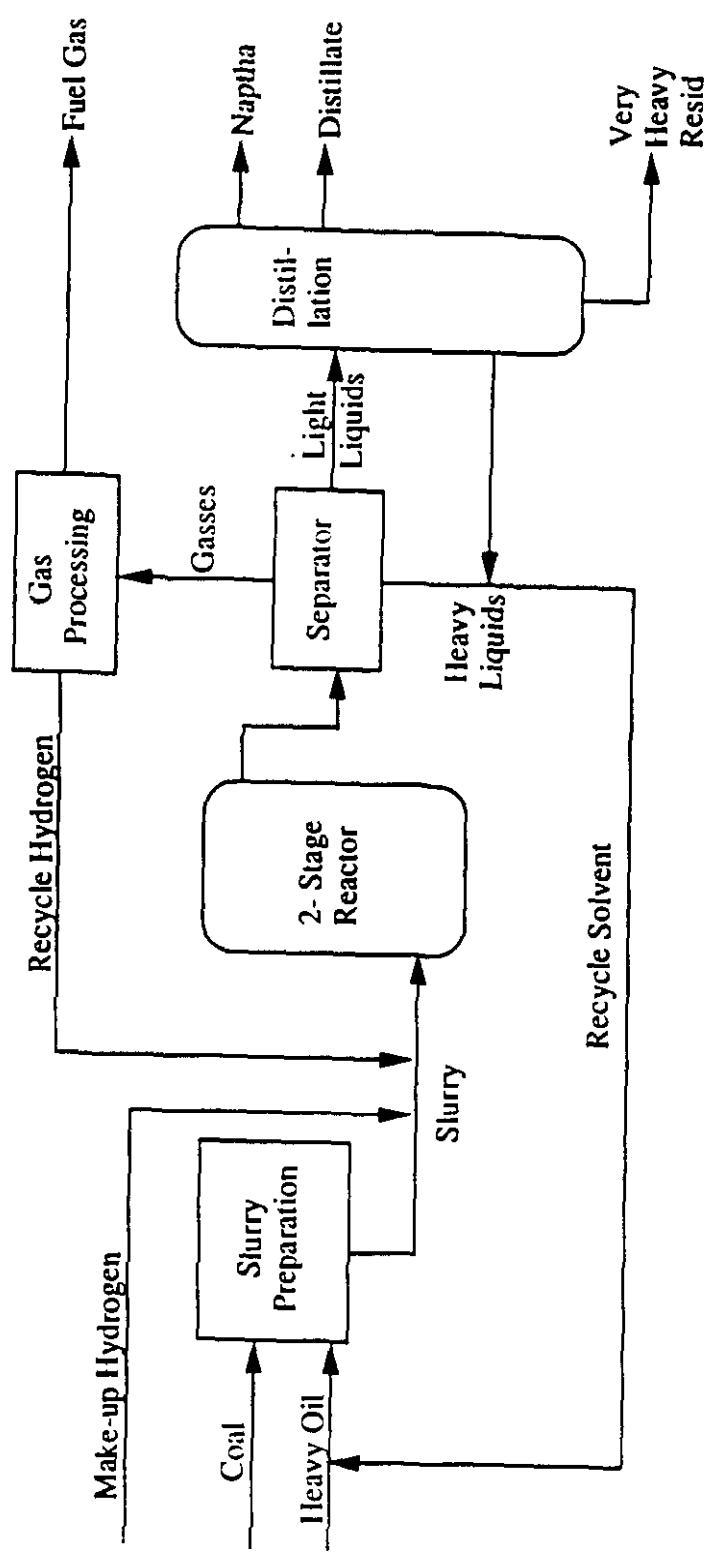 Make-up Hydrogen
Recycle Hydrogen
Gas
Processing
Fuel Gas
Coal
Heavy Oil
Slurry
Preparation
Slurry
2- Stage
Reactor
Gasses
Separator
Light
Liquids
Heavy
Liquids
Distil-
lation
Naptha
Distillate
Very
Heavy
Resid
Recycle Solvent